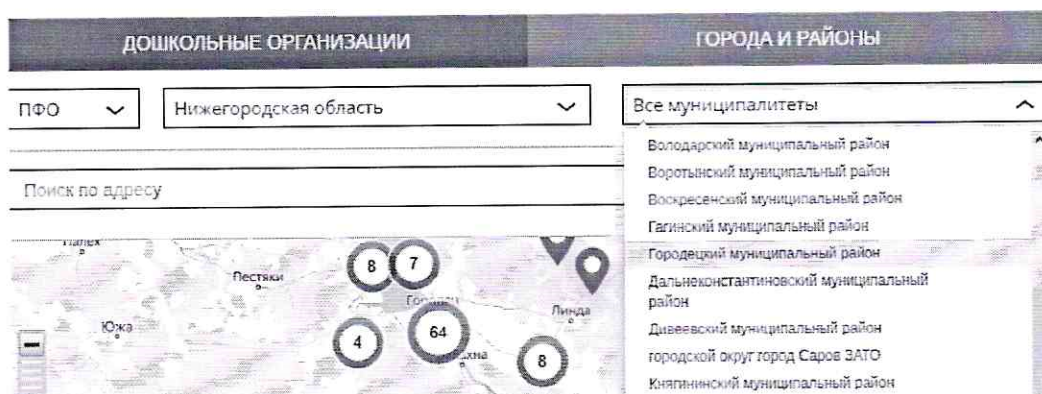 ДОШКОЛЬНЫЕ ОРГАНИЗАЦИИ
ГОРОДА И РАЙОНЫ
ПФО
Нижегородская область
Все муниципалитеты
Володарский муниципальный район
Воротынский муниципальный район
Воскресенский муниципальный район
Гагинский муниципальный район
Городецкий муниципальный район
Дальнеконстантиновский муниципальный
район
Дивеевский муниципальный район
городской округ город Саров ЗАТО
Княгининский муниципальный район
Поиск по адресу
Пестяки
8
7
Линда
Южа
4
64
8